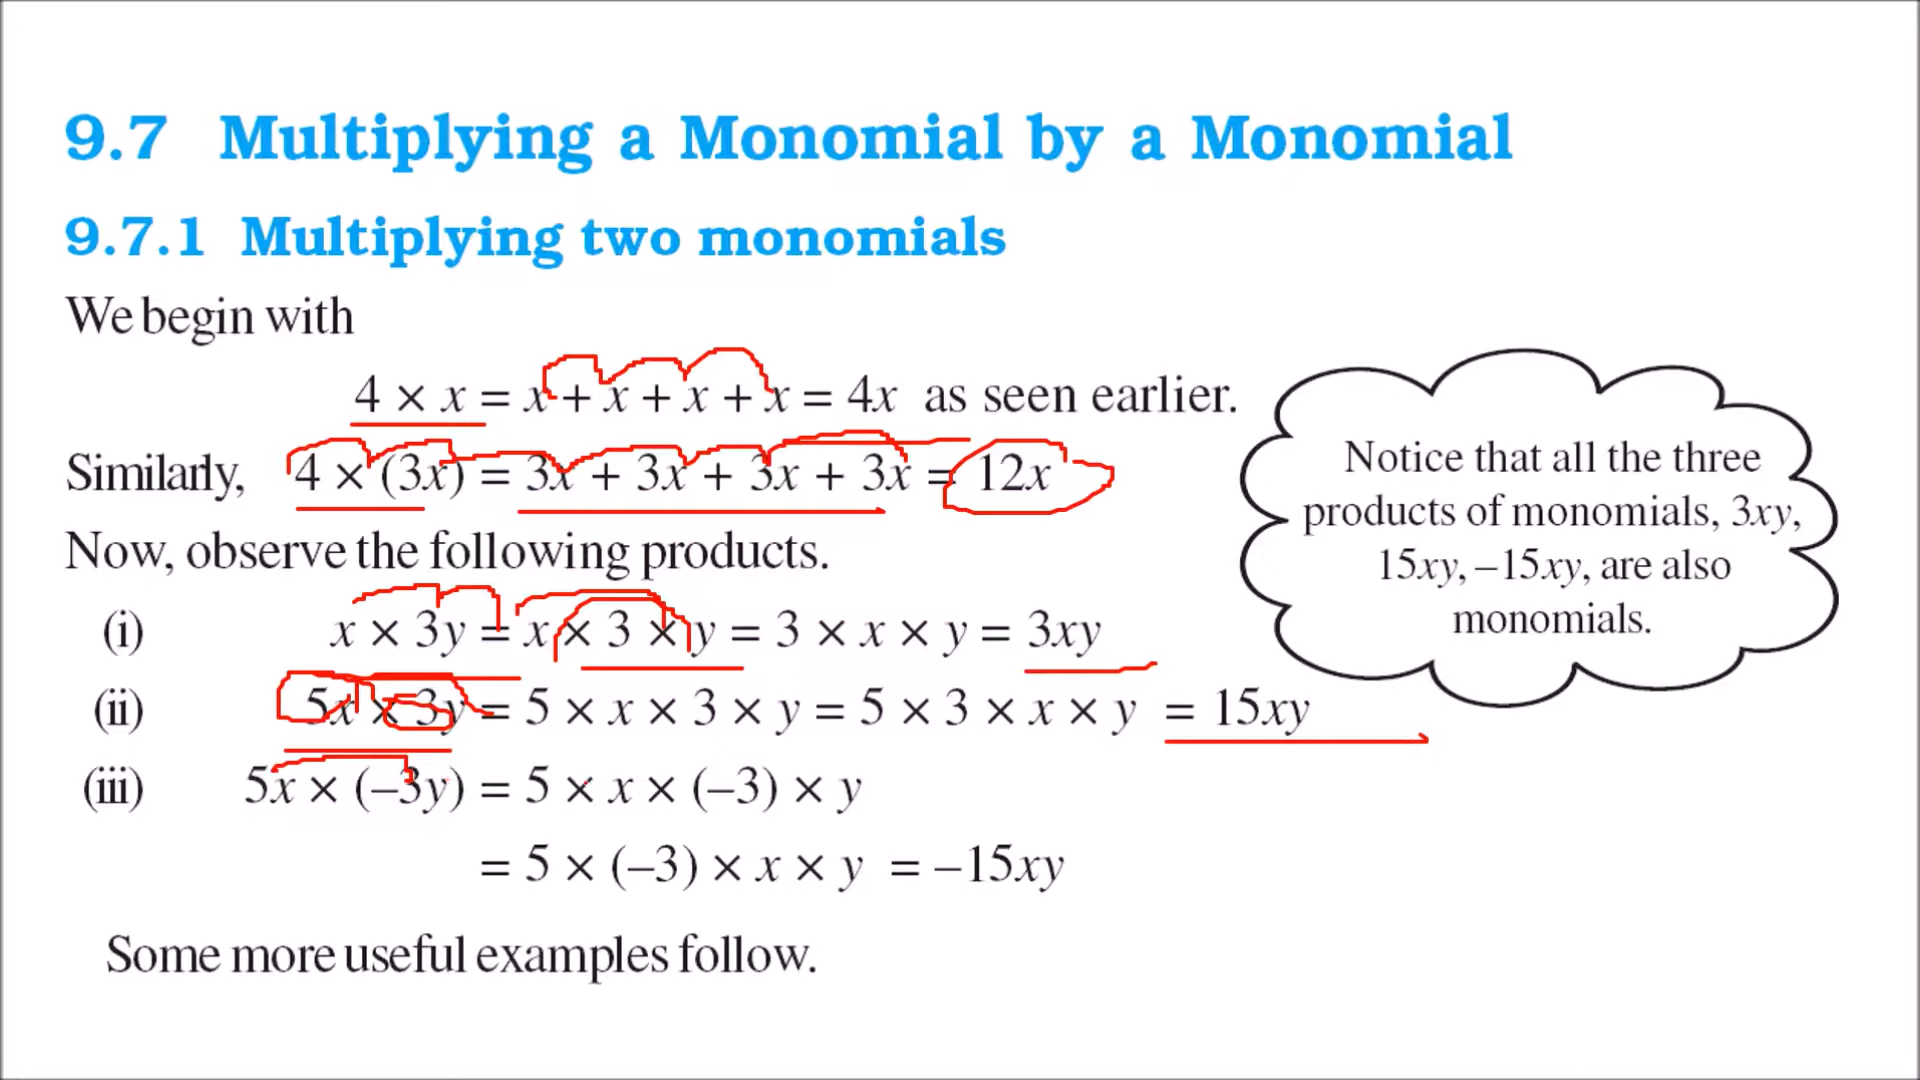 9.7 Multiplying a Monomial by a Monomial
9.7.1 Multiplying two monomials
We begin with
4 × x = x + x + x + x = 4x as seen earlier.
Similarly, 4 × (3x) = 3x + 3x + 3x + 3x = 12x
Now, observe the following products.
(i) x × 3y = x × 3 × y = 3 × x × y = 3xy
(ii) 5x × 3y = 5 × x × 3 × y = 5 × 3 × x × y = 15xy
(iii) 5x × (–3y) = 5 × x × (–3) × y
= 5 × (–3) × x × y = –15xy
Some more useful examples follow.
Notice that all the three
products of monomials, 3xy,
15xy, –15xy, are also
monomials.